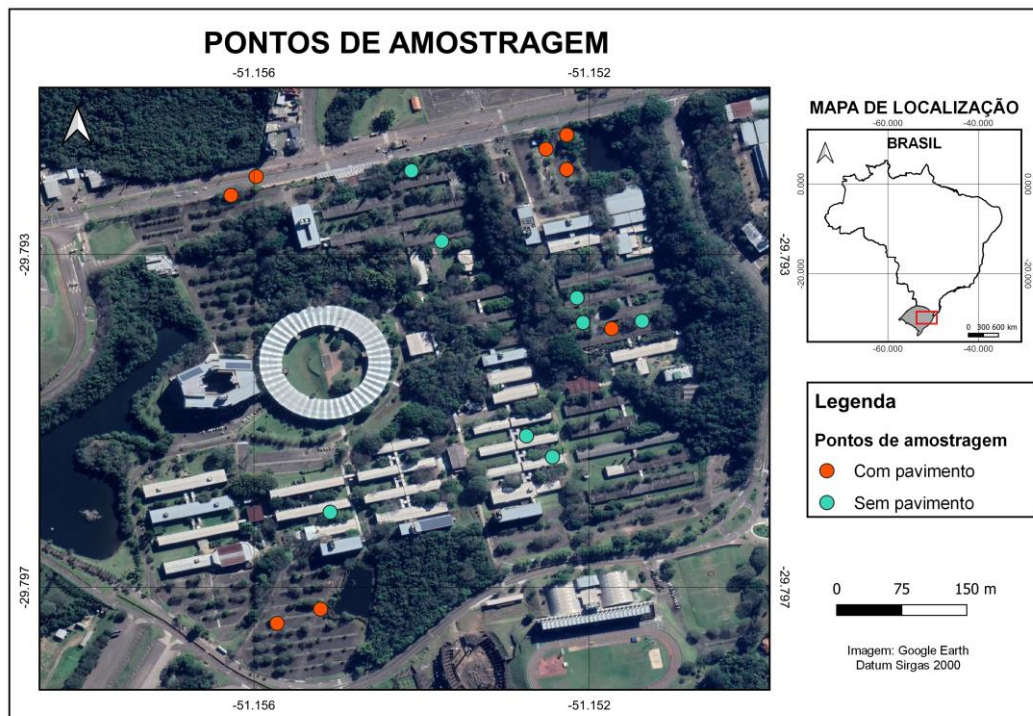 PONTOS DE AMOSTRAGEM
-51.156
-51.152
-29.793
-29.793
-29.797
-29.797
-51.156
-51.152
MAPA DE LOCALIZAÇÃO
-60.000
-40.000
BRASIL
0.000
0.000
-20.000
-20.000
0 300 600 km
-60.000
-40.000
Legenda
Pontos de amostragem
Com pavimento
Sem pavimento
0 75 150 m
Imagem: Google Earth
Datum Sirgas 2000